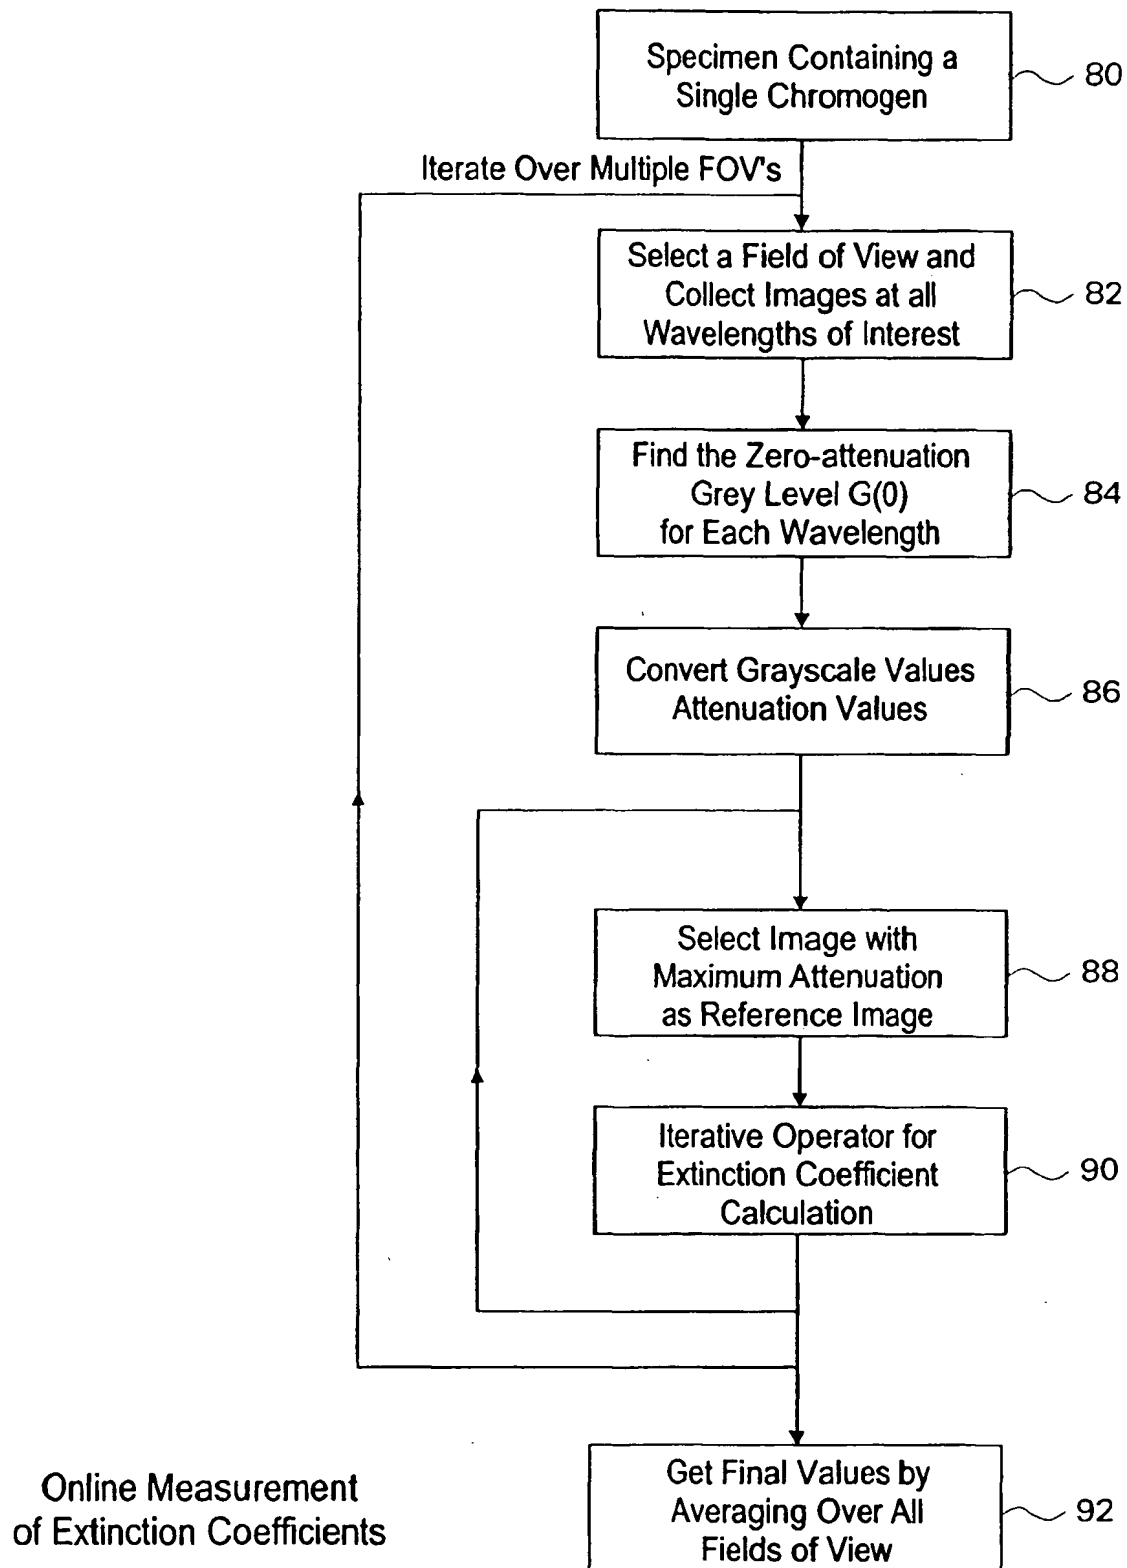 Specimen Containing a
Single Chromogen
80
Iterate Over Multiple FOV's
Select a Field of View and
Collect Images at all
Wavelengths of Interest
82
Find the Zero-attenuation
Grey Level G(0)
for Each Wavelength
84
Convert Grayscale Values
Attenuation Values
86
Select Image with
Maximum Attenuation
as Reference Image
88
Iterative Operator for
Extinction Coefficient
Calculation
90
Get Final Values by
Averaging Over All
Fields of View
92
Online Measurement
of Extinction Coefficients